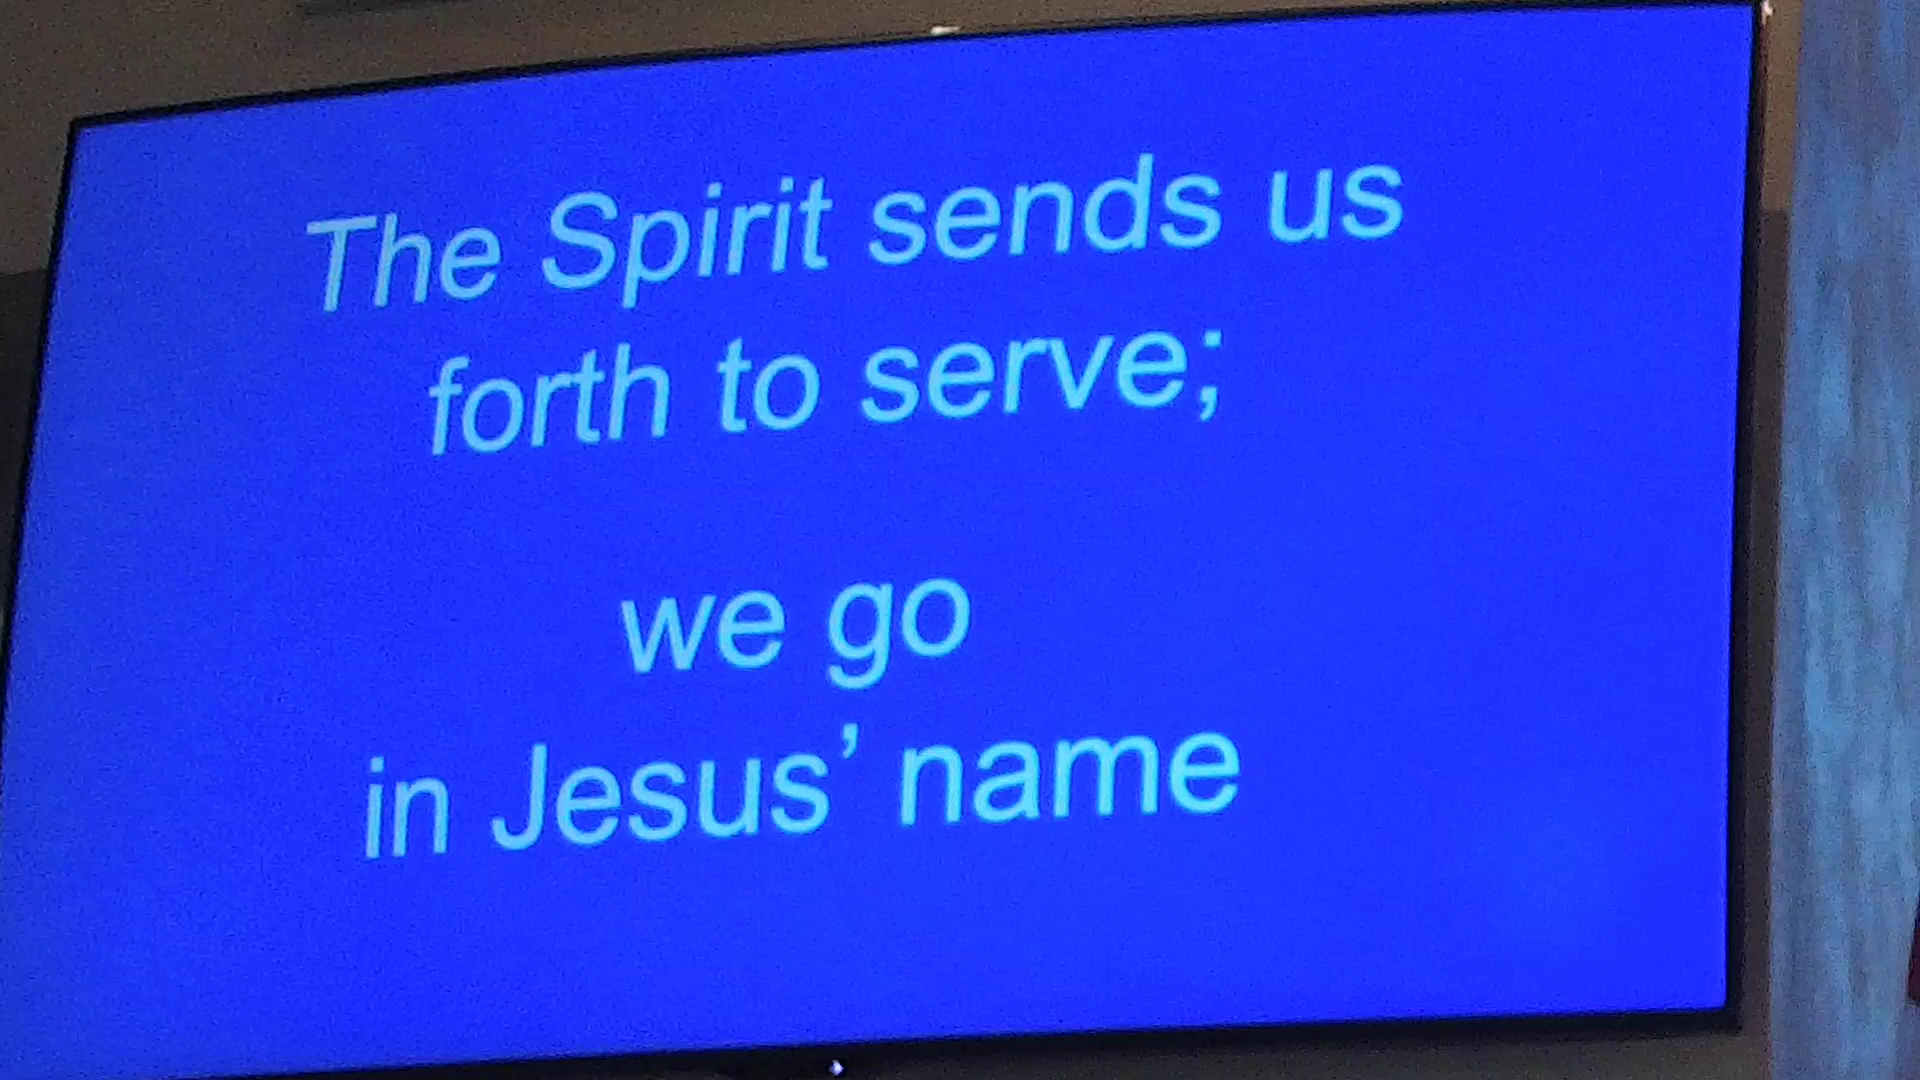 The Spirit sends us
forth to serve;
we go
in Jesus’ name